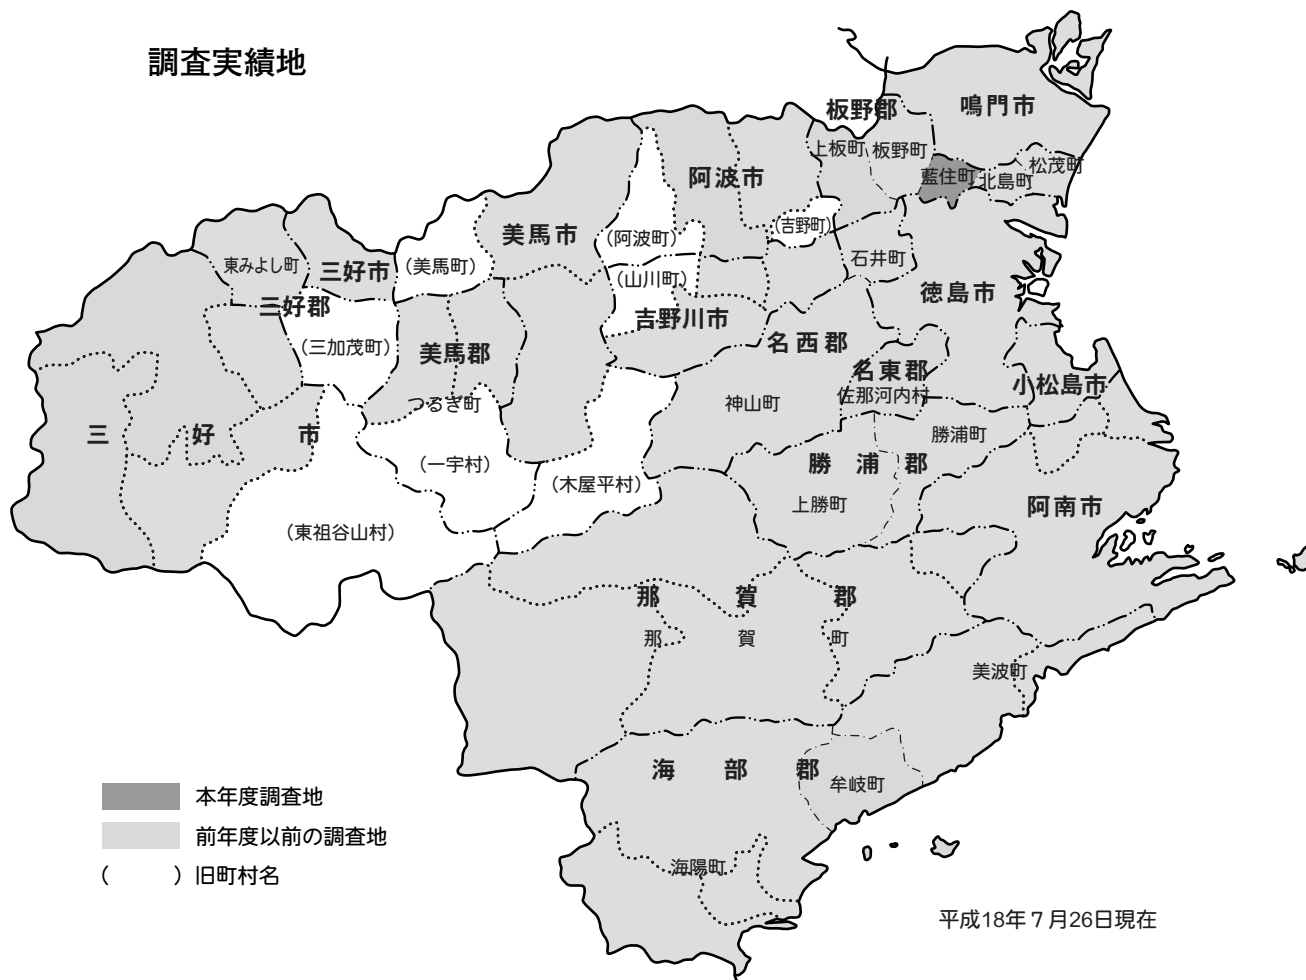 調査実績地
板野郡
鳴門市
上板町
板野町
藍住町
北島町
松茂町
阿波市
(吉野町)
美馬市
(阿波町)
石井町
東みよし町
三好市
(美馬町)
(山川町)
徳島市
三好郡
吉野川市
名西郡
(三加茂町)
美馬郡
名東郡
小松島市
佐那河内村
つるぎ町
神山町
三好市
勝浦町
(一宇村)
勝浦郡
(木屋平村)
上勝町
阿南市
(東祖谷山村)
那賀郡
那賀町
美波町
海部郡
牟岐町
本年度調査地
前年度以前の調査地
( )旧町村名
海陽町
平成18年7月26日現在